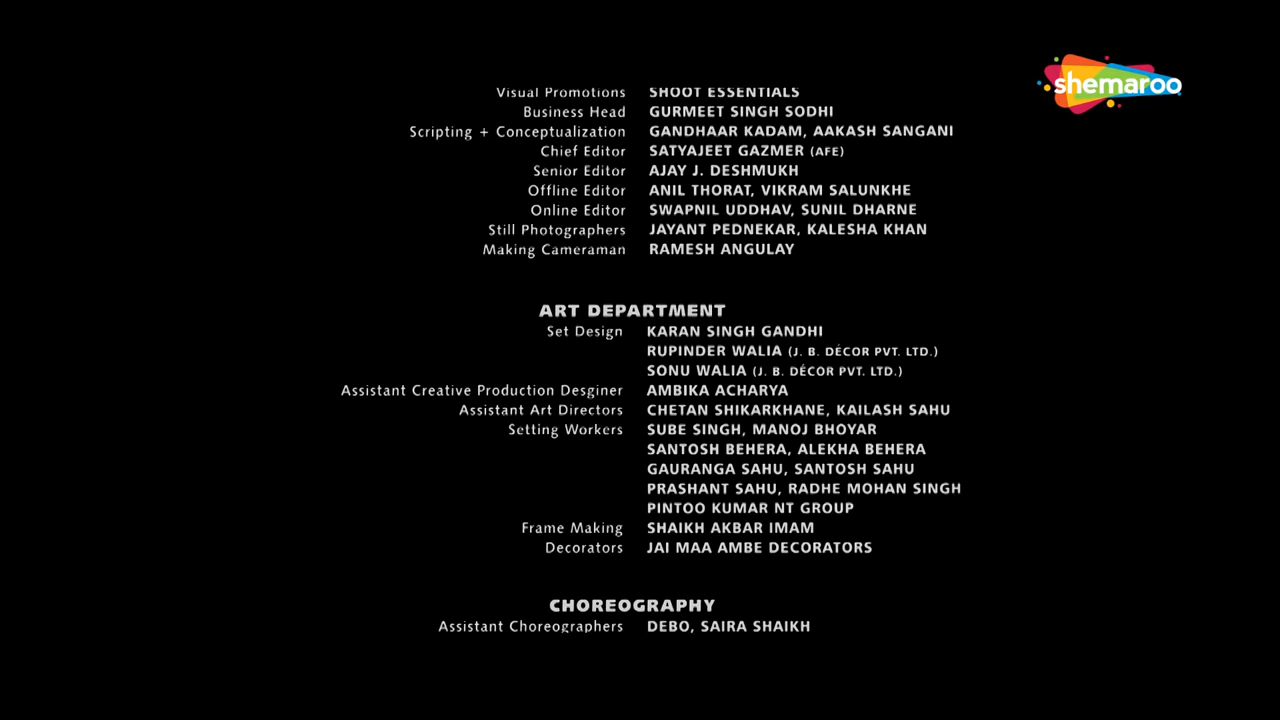 shemaroo
Visual Promotions SHOOT ESSENTIALS
Business Head GURMEET SINGH SODHI
Scripting + Conceptualization GANDHAAR KADAM, AAKASH SANGANI
Chief Editor SATYAJEET GAZMER (AFE)
Senior Editor AJAY J. DESHMUKH
Offline Editor ANIL THORAT, VIKRAM SALUNKHE
Online Editor SWAPNIL UDDHAV, SUNIL DHARNE
Still Photographers JAYANT PEDNEKAR, KALESHA KHAN
Making Cameraman RAMESH ANGULAY
ART DEPARTMENT
Set Design KARAN SINGH GANDHI
RUPINDER WALIA (J. B. DÉCOR PVT. LTD.)
SONU WALIA (J. B. DÉCOR PVT. LTD.)
Assistant Creative Production Desginer AMBIKA ACHARYA
Assistant Art Directors CHETAN SHIKARKHANE, KAILASH SAHU
Setting Workers SUBE SINGH, MANOJ BHOYAR
SANTOSH BEHERA, ALEKHA BEHERA
GAURANGA SAHU, SANTOSH SAHU
PRASHANT SAHU, RADHE MOHAN SINGH
PINTOO KUMAR NT GROUP
Frame Making SHAIKH AKBAR IMAM
Decorators JAI MAA AMBE DECORATORS
CHOREOGRAPHY
Assistant Choreographers DEBO, SAIRA SHAIKH